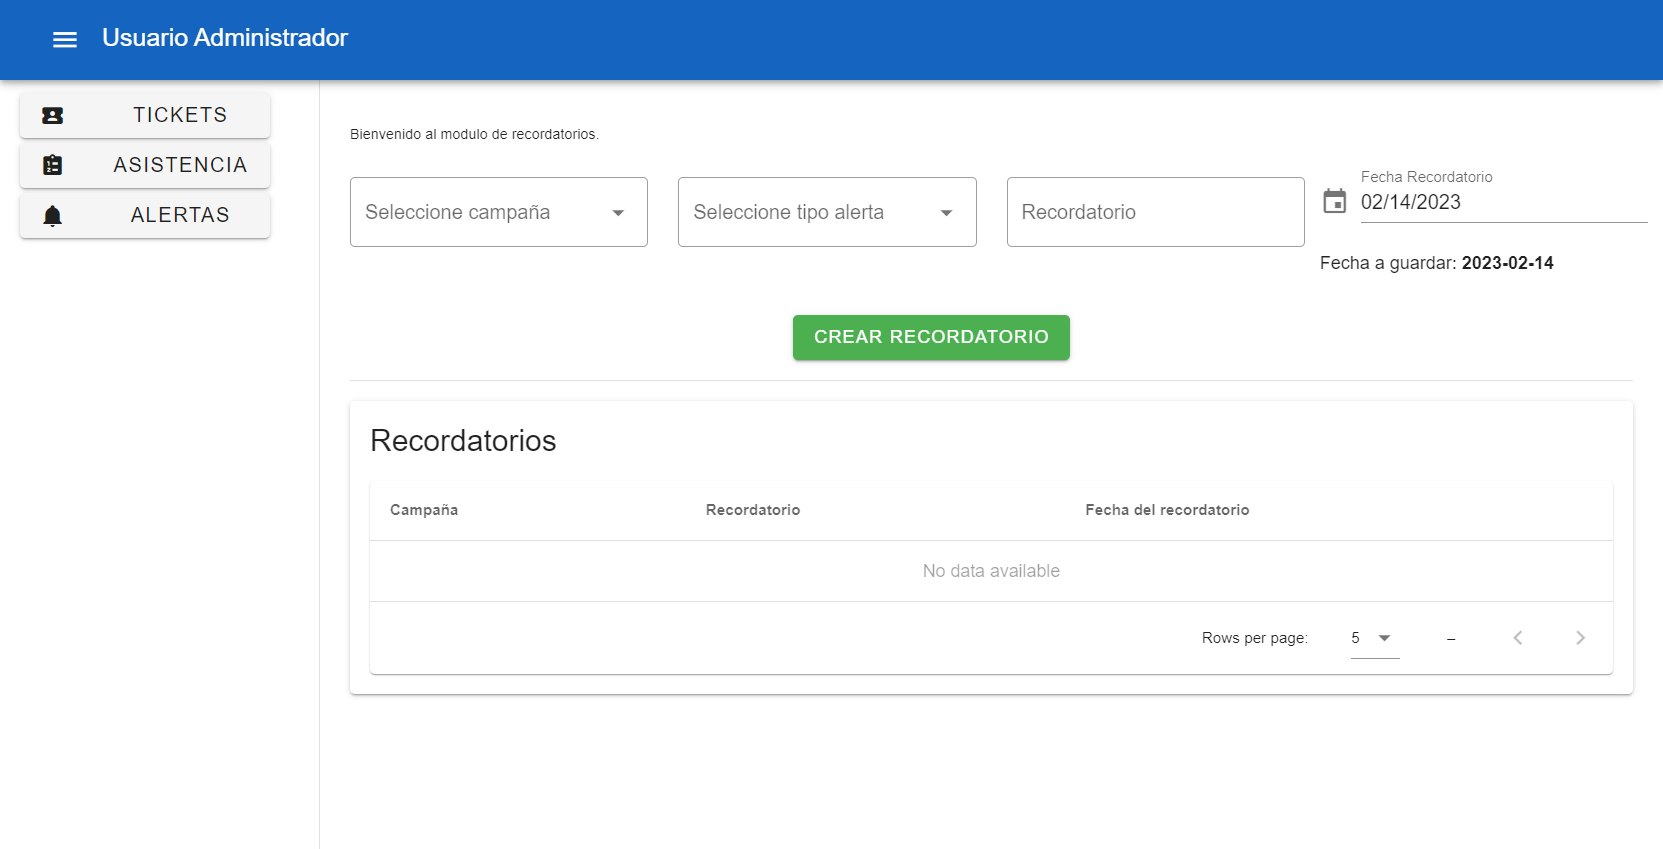 Usuario Administrador
TICKETS
ASISTENCIA
ALERTAS
Bienvenido al modulo de recordatorios.
Seleccione campaña
Seleccione tipo alerta
Recordatorio
Fecha Recordatorio
02/14/2023
Fecha a guardar: 2023-02-14
CREAR RECORDATORIO
Recordatorios
Campaña Recordatorio Fecha del recordatorio
No data available
Rows per page: 5 –